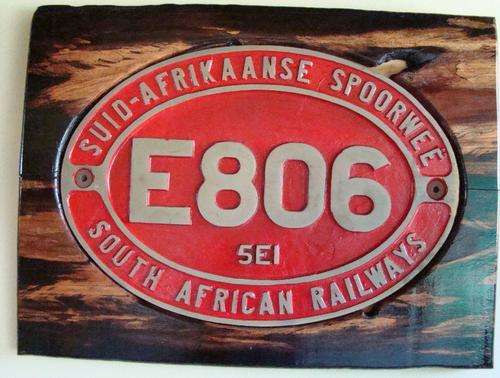 SUID-AFRIKAANSE SPOORWEË
E806
5E1
SOUTH AFRICAN RAILWAYS